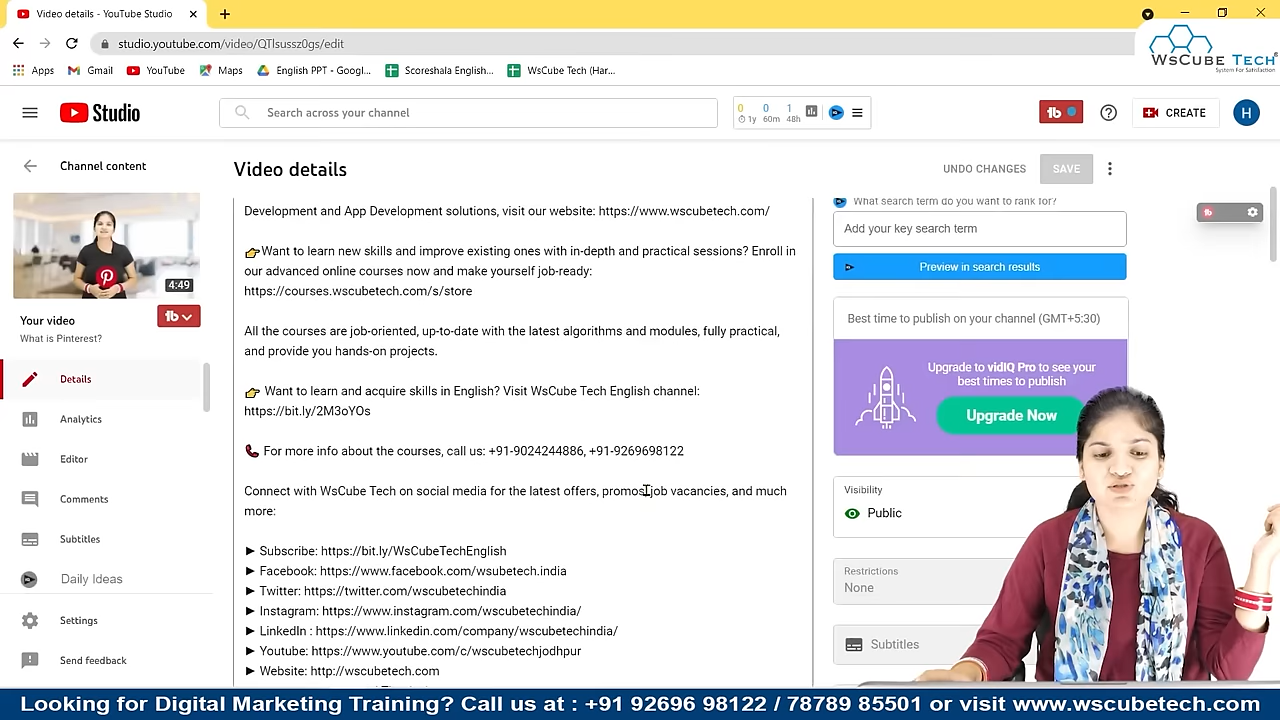 Video details - YouTube Studio
studio.youtube.com/video/QTlsussz0gs/edit
WsCube Tech®
System For Satisfaction
Apps
Gmail
YouTube
Maps
English PPT - Googl...
Scoreshala English...
WsCube Tech (Har...
Studio
Search across your channel
0 0 1
1y 60m 48h
CREATE
H
Channel content
Video details
UNDO CHANGES
SAVE
4:49
Your video
What is Pinterest?
Details
Analytics
Editor
Comments
Subtitles
Daily Ideas
Settings
Send feedback
Development and App Development solutions, visit our website: https://www.wscubetech.com/
👉Want to learn new skills and improve existing ones with in-depth and practical sessions? Enroll in
our advanced online courses now and make yourself job-ready:
https://courses.wscubetech.com/s/store
All the courses are job-oriented, up-to-date with the latest algorithms and modules, fully practical,
and provide you hands-on projects.
👉 Want to learn and acquire skills in English? Visit WsCube Tech English channel:
https://bit.ly/2M3oYOs
📞 For more info about the courses, call us: +91-9024244886, +91-9269698122
Connect with WsCube Tech on social media for the latest offers, promos, job vacancies, and much
more:
► Subscribe: https://bit.ly/WsCubeTechEnglish
► Facebook: https://www.facebook.com/wsubetech.india
► Twitter: https://twitter.com/wscubetechindia
► Instagram: https://www.instagram.com/wscubetechindia/
► LinkedIn : https://www.linkedin.com/company/wscubetechindia/
► Youtube: https://www.youtube.com/c/wscubetechjodhpur
► Website: http://wscubetech.com
What search term do you want to rank for?
Add your key search term
Preview in search results
Best time to publish on your channel (GMT+5:30)
Upgrade to vidIQ Pro to see your
best times to publish
Upgrade Now
Visibility
Public
Restrictions
None
Subtitles
Looking for Digital Marketing Training? Call us at : +91 92696 98122 / 78789 85501 or visit www.wscubetech.com